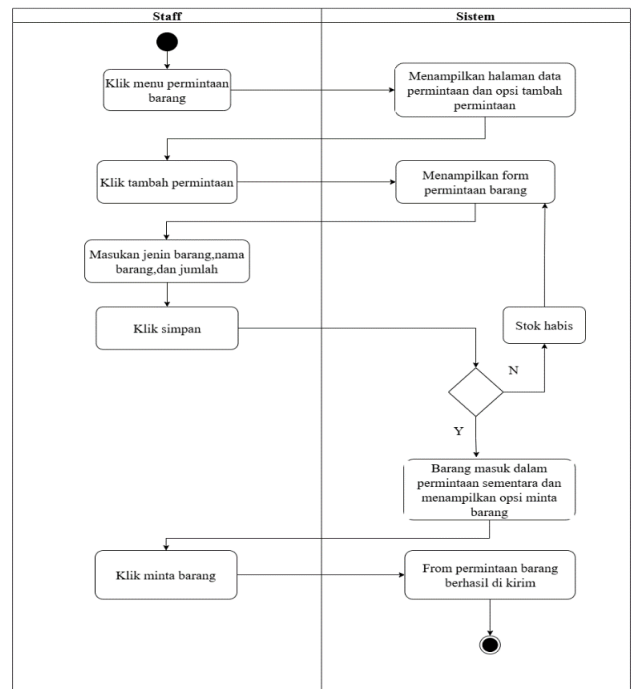 Staff
Sistem
Klik menu permintaan
barang
Menampilkan halaman data
permintaan dan opsi tambah
permintaan
Klik tambah permintaan
Menampilkan form
permintaan barang
Masukan jenin barang,nama
barang,dan jumlah
Klik simpan
Stok habis
N
Y
Barang masuk dalam
permintaan sementara dan
menampilkan opsi minta
barang
Klik minta barang
From permintaan barang
berhasil di kirim